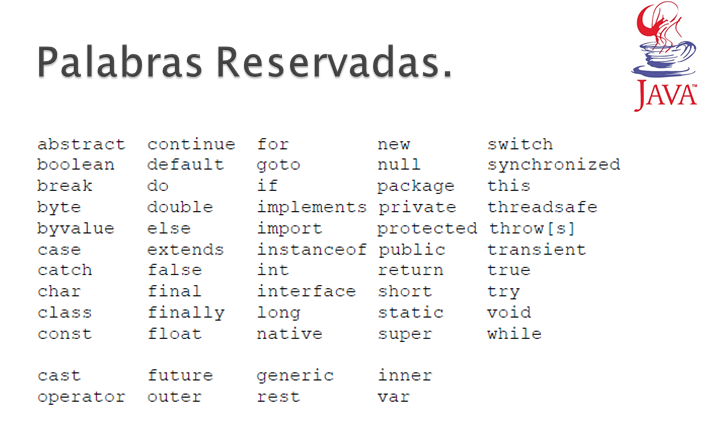 Palabras Reservadas.
JAVA™
abstract continue for new switch
boolean default goto null synchronized
break do if package this
byte double implements private threadsafe
byvalue else import protected throw[s]
case extends instanceof public transient
catch false int return true
char final interface short try
class finally long static void
const float native super while
cast future generic inner
operator outer rest var